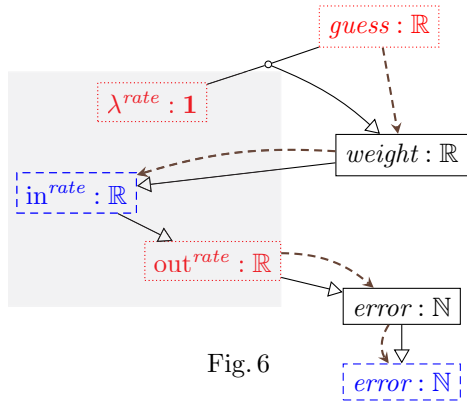 guess : ℝ
λ^rate : 𝟏
weight : ℝ
in^rate : ℝ
out^rate : ℝ
error : ℕ
Fig. 6
error : ℕ